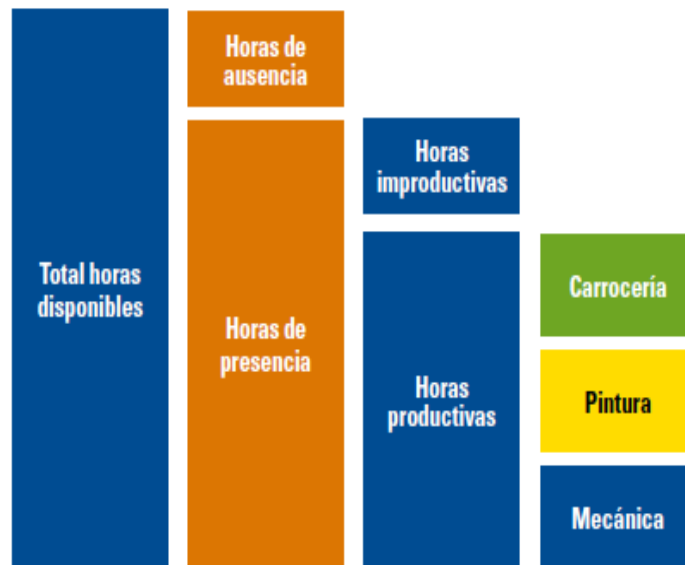 Total horas
disponibles
Horas de
ausencia
Horas de
presencia
Horas
improductivas
Horas
productivas
Carrocería
Pintura
Mecánica